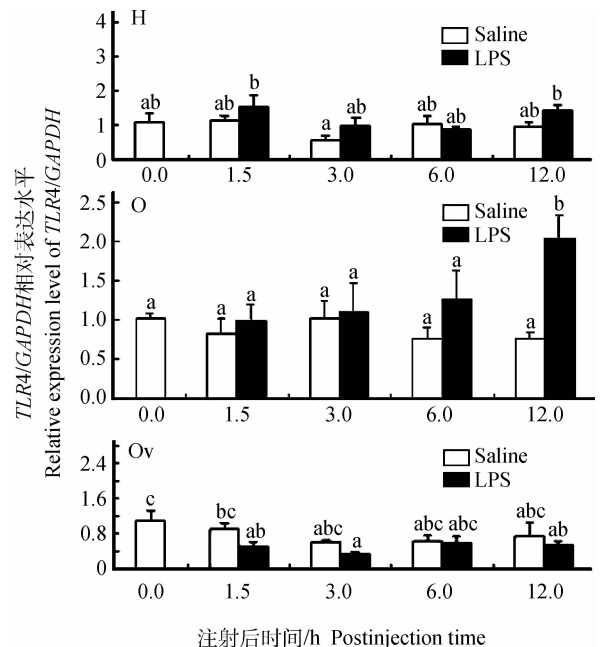 H
Saline
LPS
4
3
2
1
0
ab
ab
b
a
ab
ab
ab
ab
b
0.0 1.5 3.0 6.0 12.0
TLR4/GAPDH相对表达水平
Relative expression level of TLR4/GAPDH
O
Saline
LPS
2.5
2.0
1.5
1.0
0.5
0.0
a
a
a
a
a
a
a
a
b
0.0 1.5 3.0 6.0 12.0
Ov
Saline
LPS
2.4
1.6
0.8
0
c
bc
ab
abc
a
abc
abc
abc
ab
0.0 1.5 3.0 6.0 12.0
注射后时间/h Postinjection time